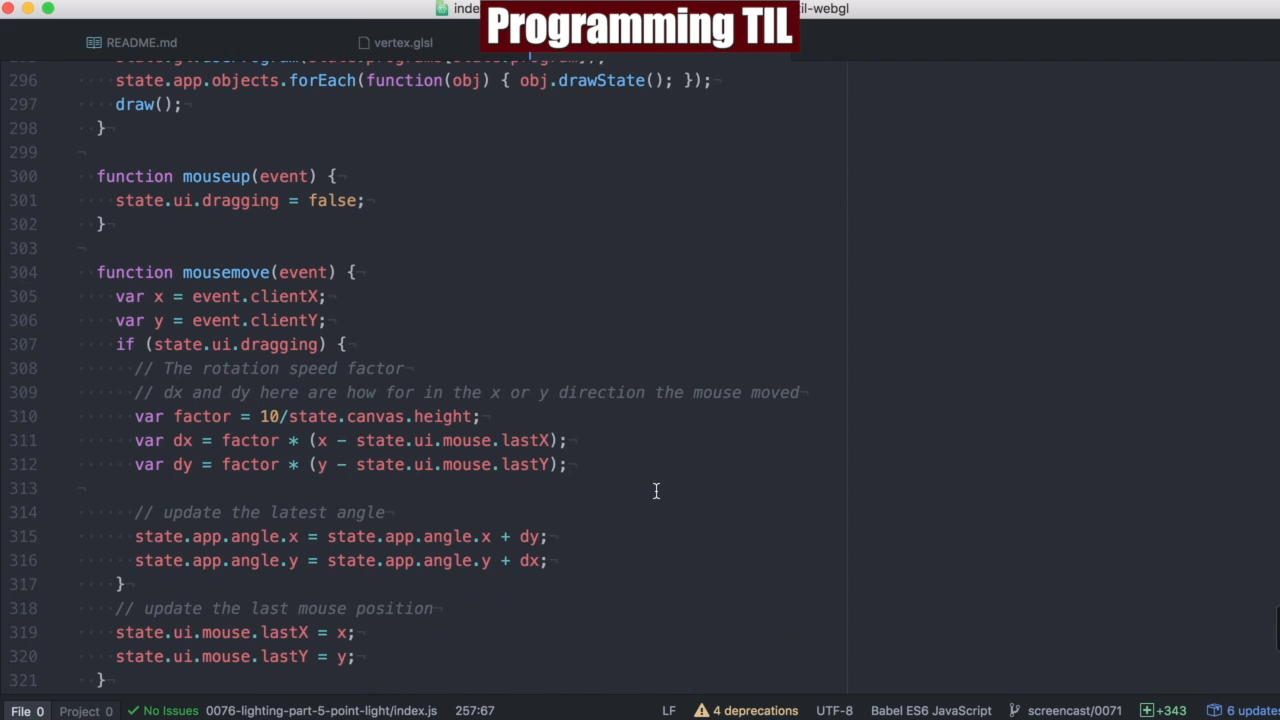 inde
til-webgl
Programming TIL
README.md
vertex.glsl
296 state.app.objects.forEach(function(obj) { obj.drawState(); });
297 draw();
298 }
299
300 function mouseup(event) {
301 state.ui.dragging = false;
302 }
303
304 function mousemove(event) {
305 var x = event.clientX;
306 var y = event.clientY;
307 if (state.ui.dragging) {
308 // The rotation speed factor
309 // dx and dy here are how for in the x or y direction the mouse moved
310 var factor = 10/state.canvas.height;
311 var dx = factor * (x - state.ui.mouse.lastX);
312 var dy = factor * (y - state.ui.mouse.lastY);
313
314 // update the latest angle
315 state.app.angle.x = state.app.angle.x + dy;
316 state.app.angle.y = state.app.angle.y + dx;
317 }
318 // update the last mouse position
319 state.ui.mouse.lastX = x;
320 state.ui.mouse.lastY = y;
321 }
File 0 Project 0 No Issues 0076-lighting-part-5-point-light/index.js 257:67 LF 4 deprecations UTF-8 Babel ES6 JavaScript screencast/0071 +343 6 update